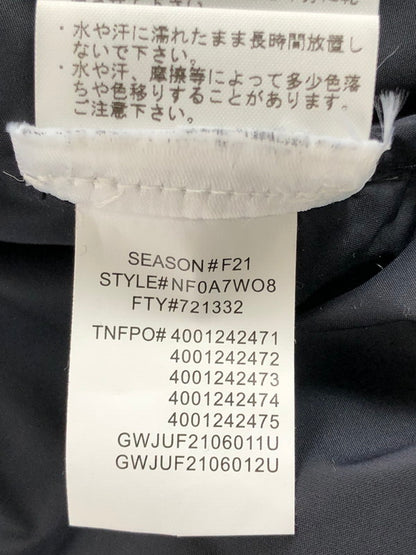 ・水や汗に濡れたまま長時間放置し
ないで下さい。
・水や汗、摩擦等によって多少色落
ちや色移りすることがあります。
ご注意下さい。
SEASON#F21
STYLE#NF0A7WO8
FTY#721332
TNFPO# 4001242471
4001242472
4001242473
4001242474
4001242475
GWJUF2106011U
GWJUF2106012U